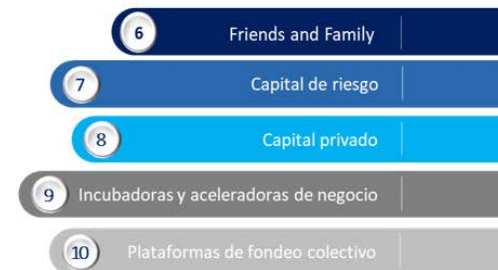 6 Friends and Family
7 Capital de riesgo
8 Capital privado
9 Incubadoras y aceleradoras de negocio
10 Plataformas de fondeo colectivo